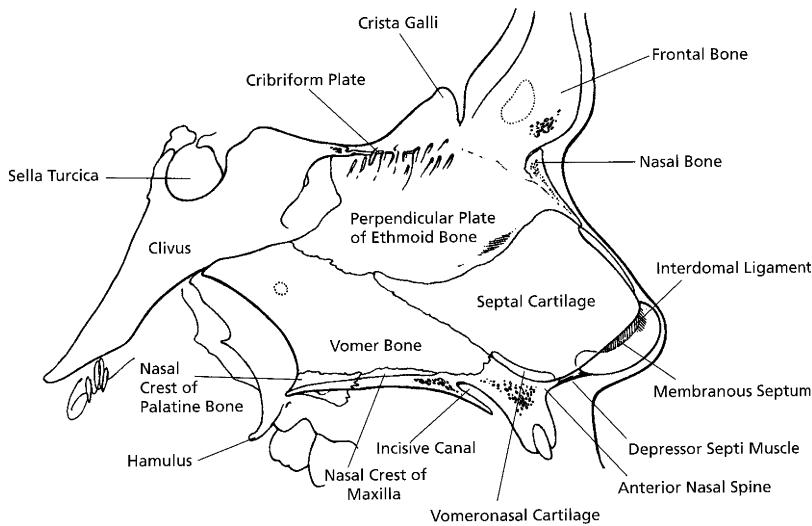 Crista Galli
Frontal Bone
Cribriform Plate
Nasal Bone
Sella Turcica
Perpendicular Plate
of Ethmoid Bone
Clivus
Interdomal Ligament
Septal Cartilage
Vomer Bone
Nasal
Crest of
Palatine Bone
Membranous Septum
Incisive Canal
Depressor Septi Muscle
Hamulus
Nasal Crest of
Maxilla
Anterior Nasal Spine
Vomeronasal Cartilage